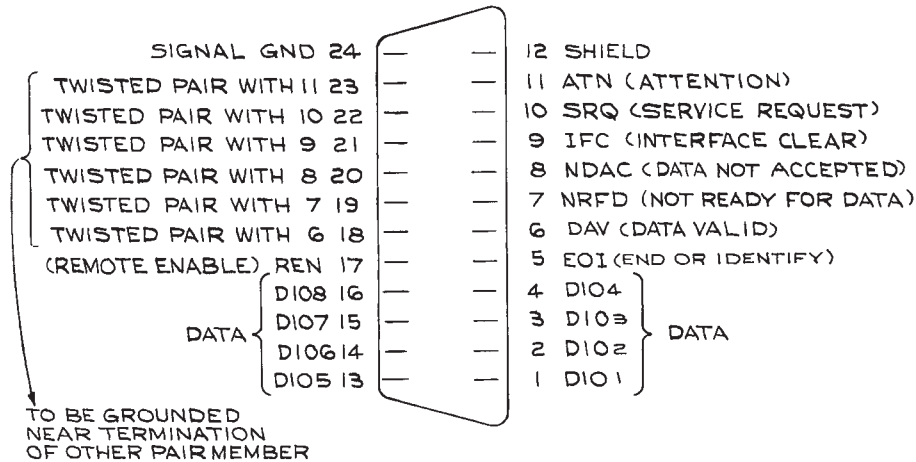 SIGNAL GND 24
TWISTED PAIR WITH 11 23
TWISTED PAIR WITH 10 22
TWISTED PAIR WITH 9 21
TWISTED PAIR WITH 8 20
TWISTED PAIR WITH 7 19
TWISTED PAIR WITH 6 18
(REMOTE ENABLE) REN 17
DIO8 16
DIO7 15
DIO6 14
DIO5 13
DATA
TO BE GROUNDED
NEAR TERMINATION
OF OTHER PAIR MEMBER
12 SHIELD
11 ATN (ATTENTION)
10 SRQ (SERVICE REQUEST)
9 IFC (INTERFACE CLEAR)
8 NDAC (DATA NOT ACCEPTED)
7 NRFD (NOT READY FOR DATA)
6 DAV (DATA VALID)
5 EOI (END OR IDENTIFY)
4 DIO4
3 DIO3
2 DIO2
1 DIO1
DATA